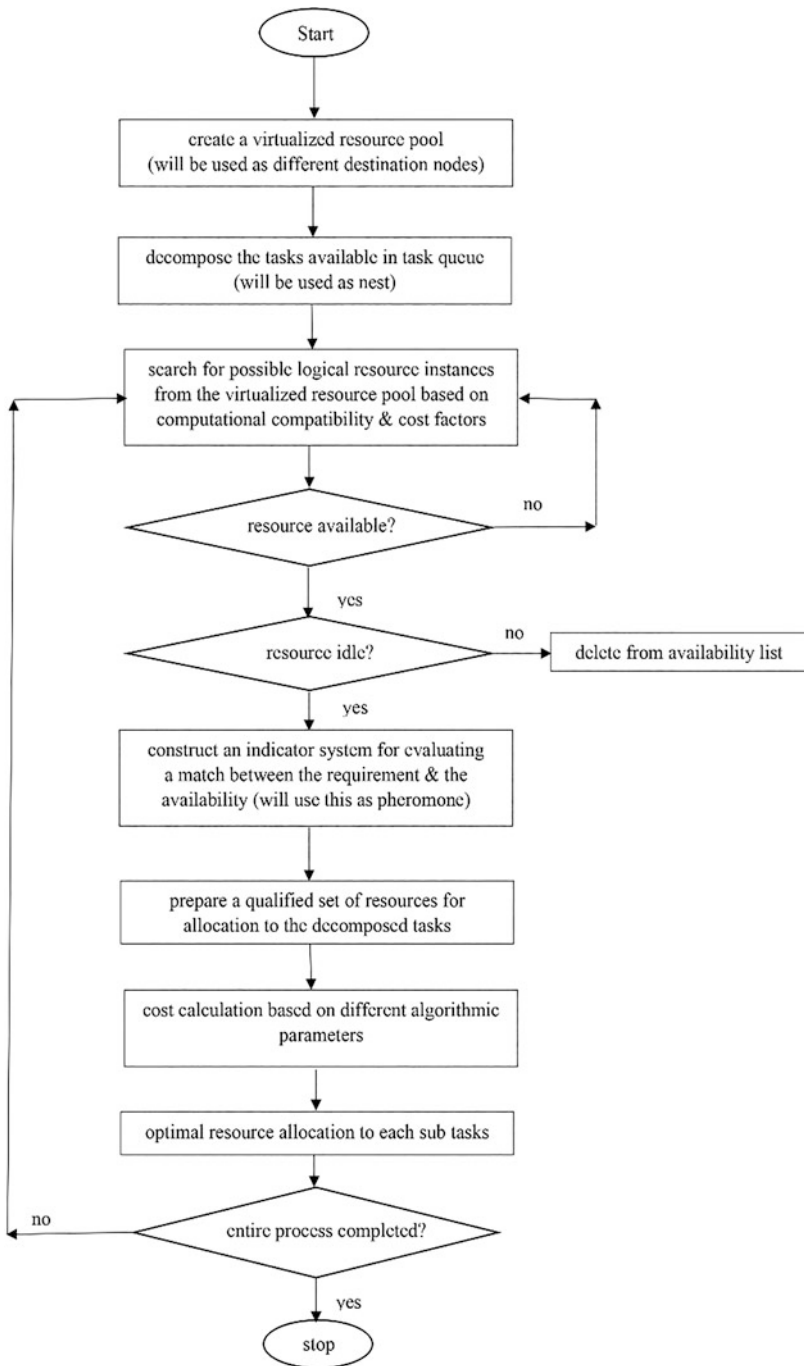 Start
create a virtualized resource pool
(will be used as different destination nodes)
decompose the tasks available in task queue
(will be used as nest)
search for possible logical resource instances
from the virtualized resource pool based on
computational compatibility & cost factors
no
resource available?
yes
no
resource idle?
delete from availability list
yes
construct an indicator system for evaluating
a match between the requirement & the
availability (will use this as pheromone)
prepare a qualified set of resources for
allocation to the decomposed tasks
cost calculation based on different algorithmic
parameters
optimal resource allocation to each sub tasks
no
entire process completed?
yes
stop